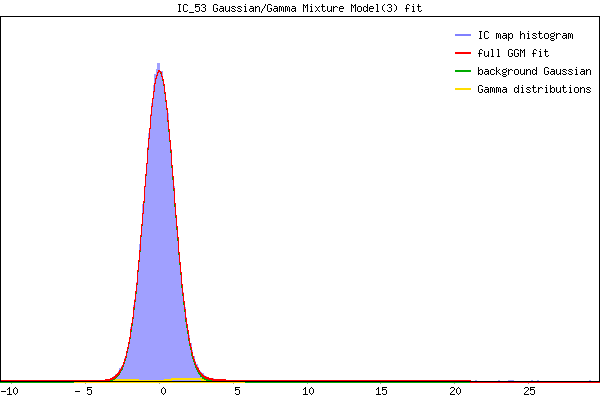 IC_53 Gaussian/Gamma Mixture Model(3) fit
IC map histogram
full GGM fit
background Gaussian
Gamma distributions
-10 - 5 0 5 10 15 20 25